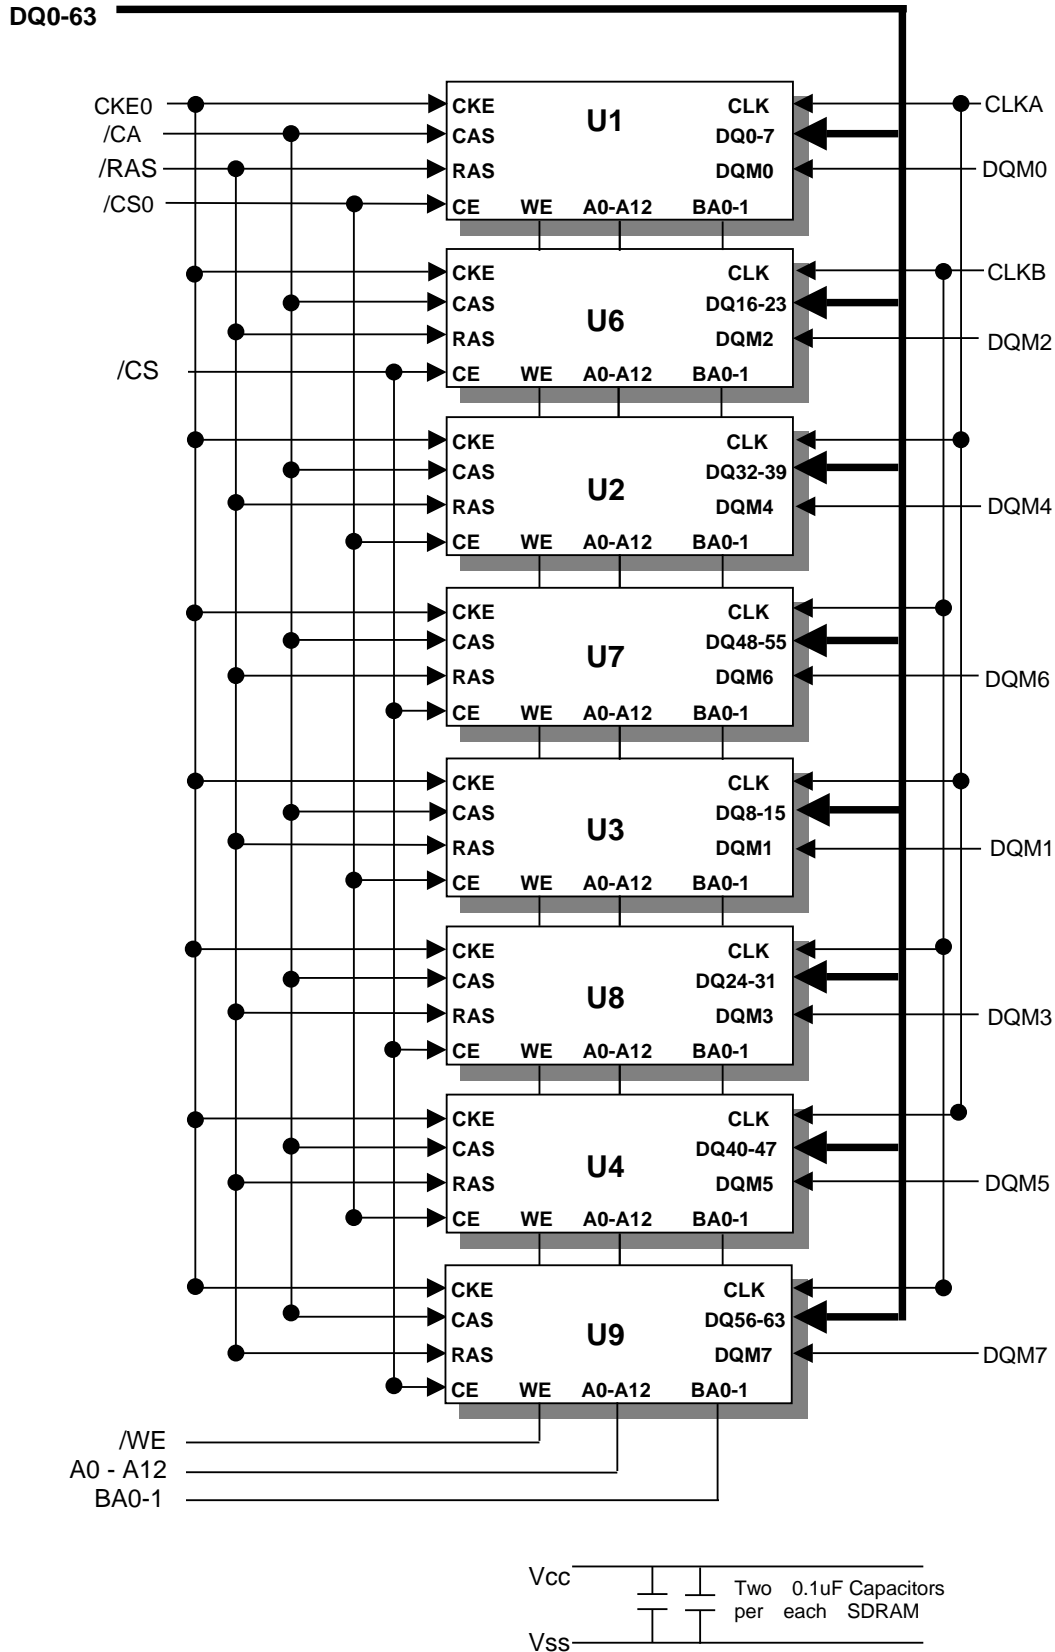 DQ0-63
CKE0 CKE U1 CLK CLKA
/CA CAS DQ0-7
/RAS RAS DQM0 DQM0
/CS0 CE WE A0-A12 BA0-1
CKE CLK CLKB
CAS U6 DQ16-23
RAS DQM2 DQM2
/CS CE WE A0-A12 BA0-1
CKE CLK
CAS U2 DQ32-39
RAS DQM4 DQM4
CE WE A0-A12 BA0-1
CKE CLK
CAS U7 DQ48-55
RAS DQM6 DQM6
CE WE A0-A12 BA0-1
CKE CLK
CAS U3 DQ8-15
RAS DQM1 DQM1
CE WE A0-A12 BA0-1
CKE CLK
CAS U8 DQ24-31
RAS DQM3 DQM3
CE WE A0-A12 BA0-1
CKE CLK
CAS U4 DQ40-47
RAS DQM5 DQM5
CE WE A0-A12 BA0-1
CKE CLK
CAS U9 DQ56-63
RAS DQM7 DQM7
CE WE A0-A12 BA0-1
/WE
A0 - A12
BA0-1
Vcc
Two 0.1uF Capacitors
per each SDRAM
Vss